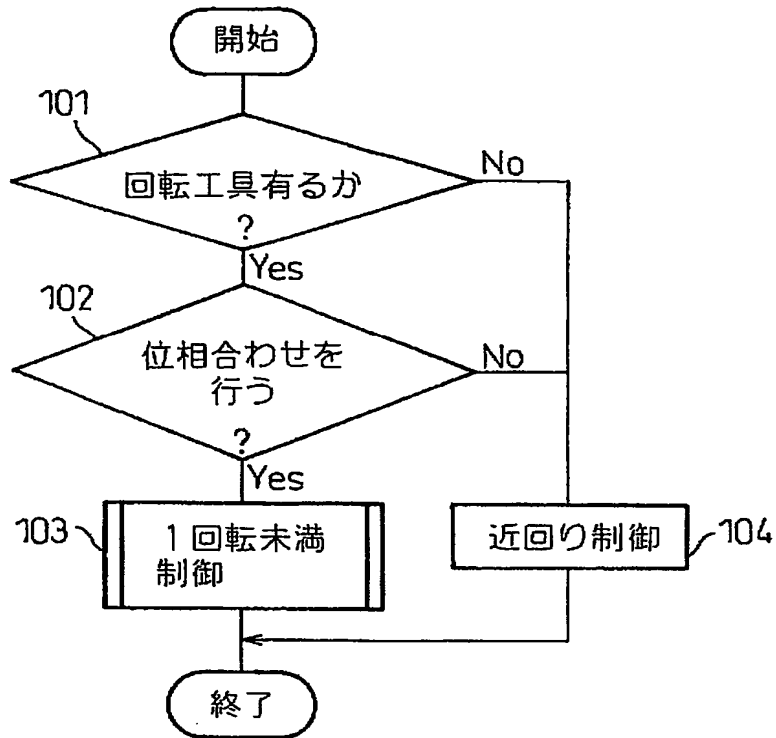 開始
101
回転工具有るか
?
No
Yes
102
位相合わせを
行う
?
No
Yes
103
1回転未満
制御
近回り制御
104
終了